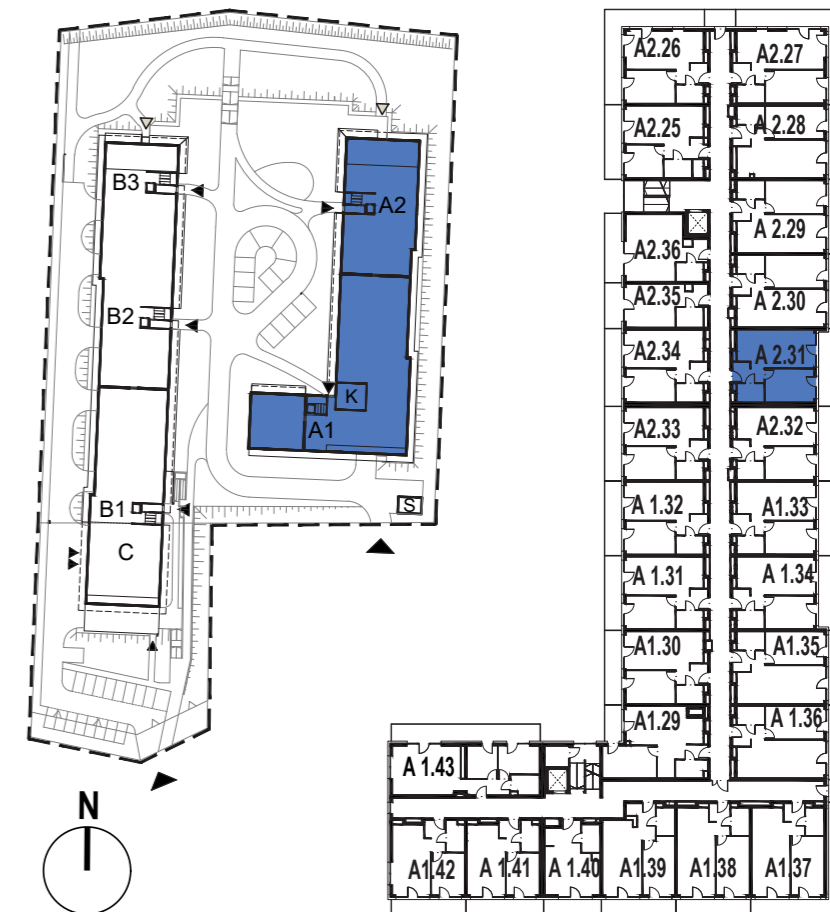 B3
A2
B2
K
A1
B1
S
C
N
A2.26
A2.27
A2.25
A 2.28
A 2.29
A2.36
A2.35
A 2.30
A2.34
A 2.31
A2.33
A2.32
A 1.32
A1.33
A 1.31
A 1.34
A1.30
A1.35
A1.29
A 1.36
A 1.43
A1.42
A 1.41
A 1.40
A1.39
A1.38
A1.37